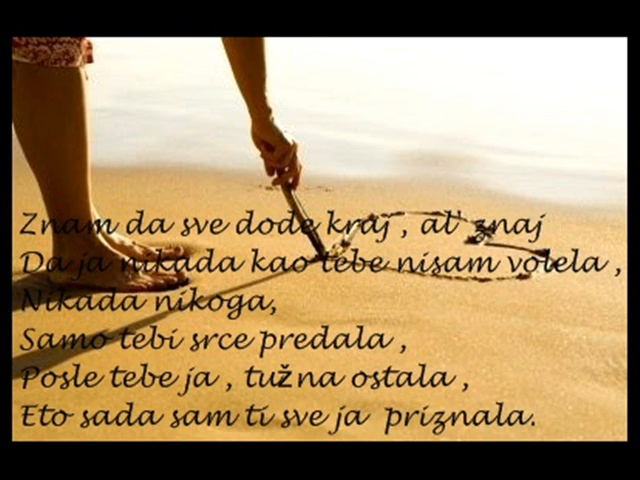 Znam da sve dođe kraj , al' znaj
Da ja nikada kao tebe nisam volela ,
Nikada nikoga,
Samo tebi srce predala ,
Posle tebe ja , tužna ostala ,
Eto sada sam ti sve ja priznala.